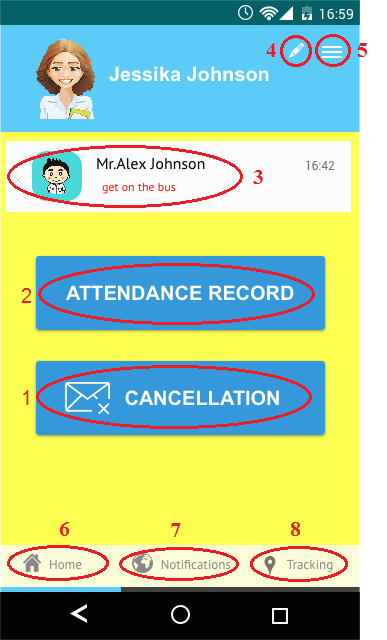 16:59
4
5
Jessika Johnson
Mr.Alex Johnson
16:42
get on the bus
3
2
ATTENDANCE RECORD
1
CANCELLATION
6
7
8
Home
Notifications
Tracking